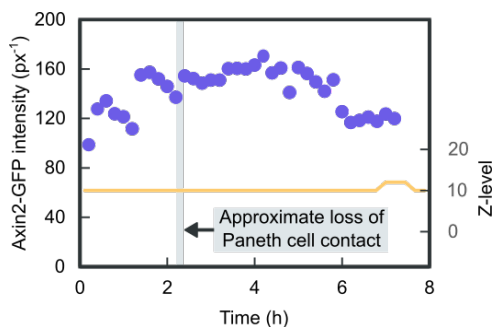 Axin2-GFP intensity (px⁻¹)
200
160
120
80
40
0
20
10
0
Z-level
Approximate loss of
Paneth cell contact
0
2
4
6
8
Time (h)